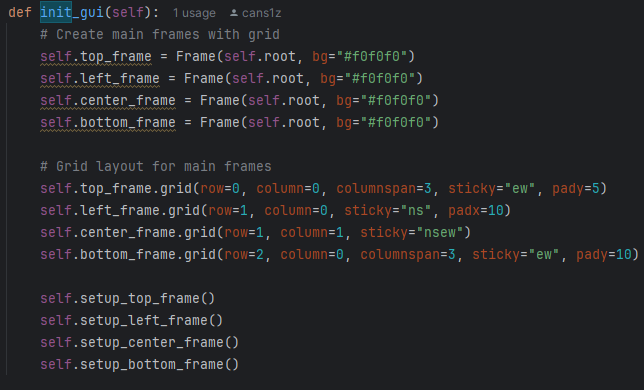 def init_gui(self): 1 usage cans1z
# Create main frames with grid
self.top_frame = Frame(self.root, bg="#f0f0f0")
self.left_frame = Frame(self.root, bg="#f0f0f0")
self.center_frame = Frame(self.root, bg="#f0f0f0")
self.bottom_frame = Frame(self.root, bg="#f0f0f0")
# Grid layout for main frames
self.top_frame.grid(row=0, column=0, columnspan=3, sticky="ew", pady=5)
self.left_frame.grid(row=1, column=0, sticky="ns", padx=10)
self.center_frame.grid(row=1, column=1, sticky="nsew")
self.bottom_frame.grid(row=2, column=0, columnspan=3, sticky="ew", pady=10)
self.setup_top_frame()
self.setup_left_frame()
self.setup_center_frame()
self.setup_bottom_frame()